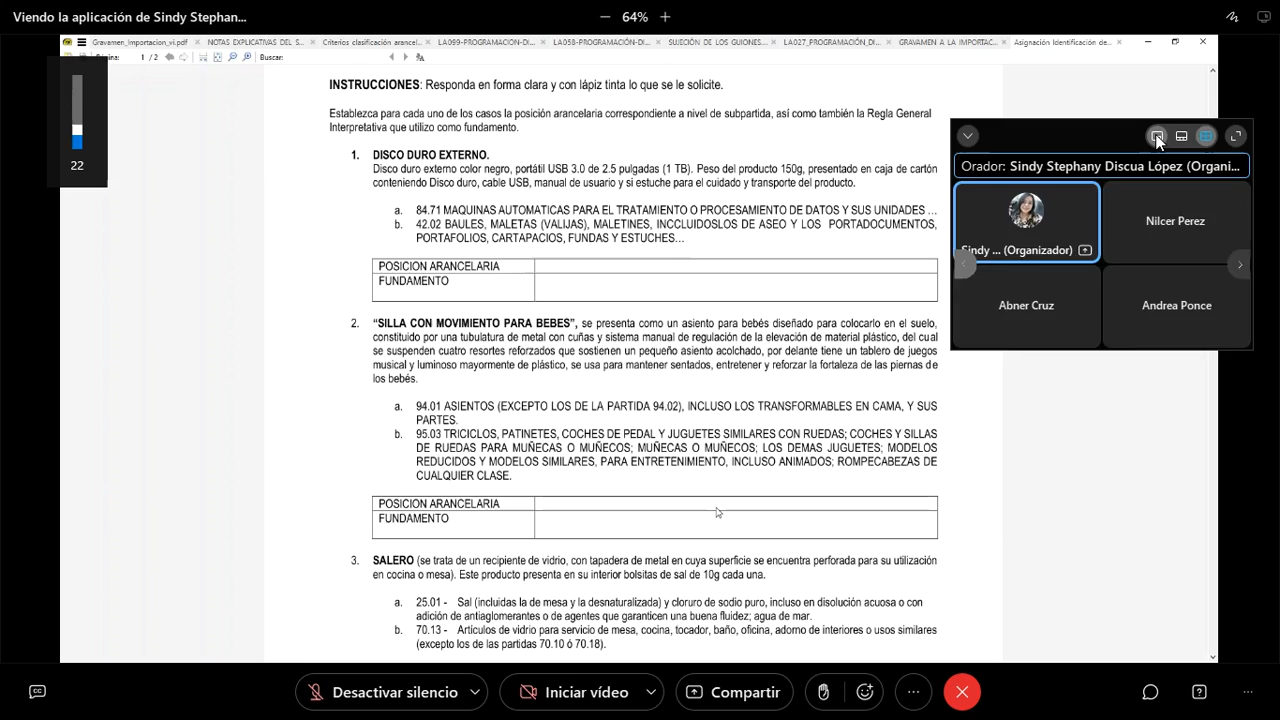 Viendo la aplicación de Sindy Stephan...
64%
Gravamen_Importacion_vi.pdf
NOTAS EXPLICATIVAS DEL S...
Criterios clasificación arancel...
LA099-PROGRAMACION-DI...
LA058-PROGRAMACIÓN-DI...
SUJECIÓN DE LOS GUIONES...
LA027_PROGRAMACIÓN_DI...
GRAVAMEN A LA IMPORTAC...
Asignación Identificación de...
Página: 1 / 2
Buscar:
22
INSTRUCCIONES: Responda en forma clara y con lápiz tinta lo que se le solicite.
Establezca para cada uno de los casos la posición arancelaria correspondiente a nivel de subpartida, así como también la Regla General
Interpretativa que utilizo como fundamento.
1. DISCO DURO EXTERNO.
Disco duro externo color negro, portátil USB 3.0 de 2.5 pulgadas (1 TB). Peso del producto 150g, presentado en caja de cartón
conteniendo Disco duro, cable USB, manual de usuario y si estuche para el cuidado y transporte del producto.
a. 84.71 MAQUINAS AUTOMATICAS PARA EL TRATAMIENTO O PROCESAMIENTO DE DATOS Y SUS UNIDADES ...
b. 42.02 BAULES, MALETAS (VALIJAS), MALETINES, INCCLUIDOSLOS DE ASEO Y LOS PORTADOCUMENTOS,
PORTAFOLIOS, CARTAPACIOS, FUNDAS Y ESTUCHES...
POSICION ARANCELARIA
FUNDAMENTO
2. “SILLA CON MOVIMIENTO PARA BEBES”, se presenta como un asiento para bebés diseñado para colocarlo en el suelo,
constituido por una tubulatura de metal con cuñas y sistema manual de regulación de la elevación de material plástico, del cual
se suspenden cuatro resortes reforzados que sostienen un pequeño asiento acolchado, por delante tiene un tablero de juegos
musical y luminoso mayormente de plástico, se usa para mantener sentados, entretener y reforzar la fortaleza de las piernas de
los bebés.
a. 94.01 ASIENTOS (EXCEPTO LOS DE LA PARTIDA 94.02), INCLUSO LOS TRANSFORMABLES EN CAMA, Y SUS
PARTES.
b. 95.03 TRICICLOS, PATINETES, COCHES DE PEDAL Y JUGUETES SIMILARES CON RUEDAS; COCHES Y SILLAS
DE RUEDAS PARA MUÑECAS O MUÑECOS; MUÑECAS O MUÑECOS; LOS DEMAS JUGUETES; MODELOS
REDUCIDOS Y MODELOS SIMILARES, PARA ENTRETENIMIENTO, INCLUSO ANIMADOS; ROMPECABEZAS DE
CUALQUIER CLASE.
POSICION ARANCELARIA
FUNDAMENTO
3. SALERO (se trata de un recipiente de vidrio, con tapadera de metal en cuya superficie se encuentra perforada para su utilización
en cocina o mesa). Este producto presenta en su interior bolsitas de sal de 10g cada una.
a. 25.01 - Sal (incluidas la de mesa y la desnaturalizada) y cloruro de sodio puro, incluso en disolución acuosa o con
adición de antiaglomerantes o de agentes que garanticen una buena fluidez; agua de mar.
b. 70.13 - Artículos de vidrio para servicio de mesa, cocina, tocador, baño, oficina, adorno de interiores o usos similares
(excepto los de las partidas 70.10 ó 70.18).
Orador: Sindy Stephany Discua López (Organi...
Sindy ... (Organizador)
Nilcer Perez
Abner Cruz
Andrea Ponce
Desactivar silencio
Iniciar vídeo
Compartir